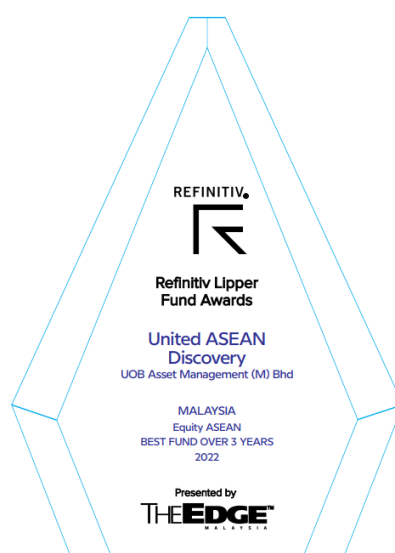 REFINITIV
Refinitiv Lipper
Fund Awards
United ASEAN
Discovery
UOB Asset Management (M) Bhd
MALAYSIA
Equity ASEAN
BEST FUND OVER 3 YEARS
2022
Presented by
THEEDGE™
MALAYSIA